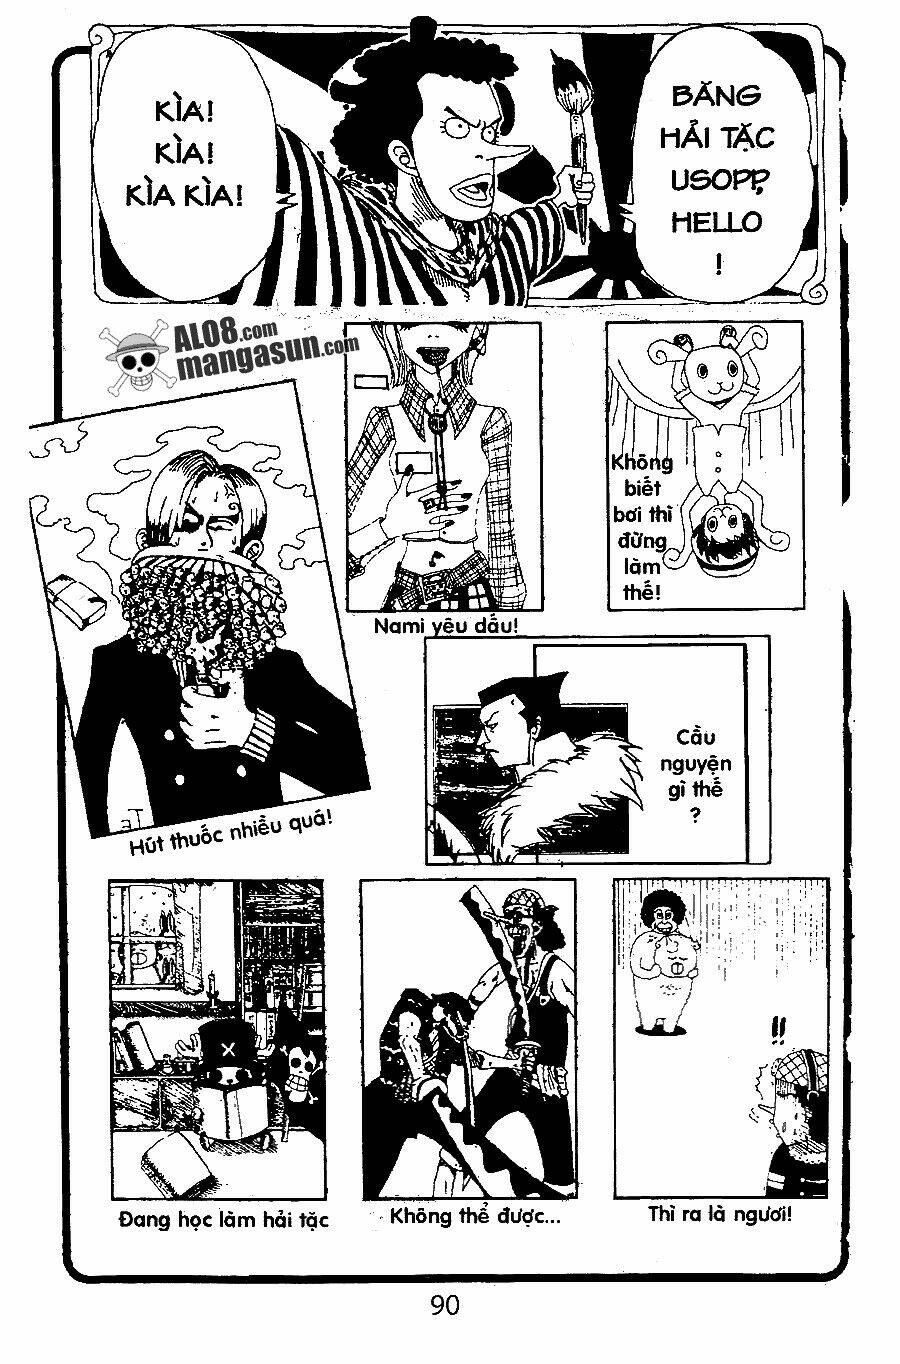 KÌA!
KÌA!
KÌA KÌA!
BĂNG
HẢI TẶC
USOPP,
HELLO
!
ALO8.com
mangasun.com
Không
biết
bơi thì
đừng
làm
thế!
Nami yêu dấu!
Cầu
nguyện
gì thế
?
Hút thuốc nhiều quá!
Đang học làm hải tặc
Không thể được...
!!
Thì ra là ngươi!
90